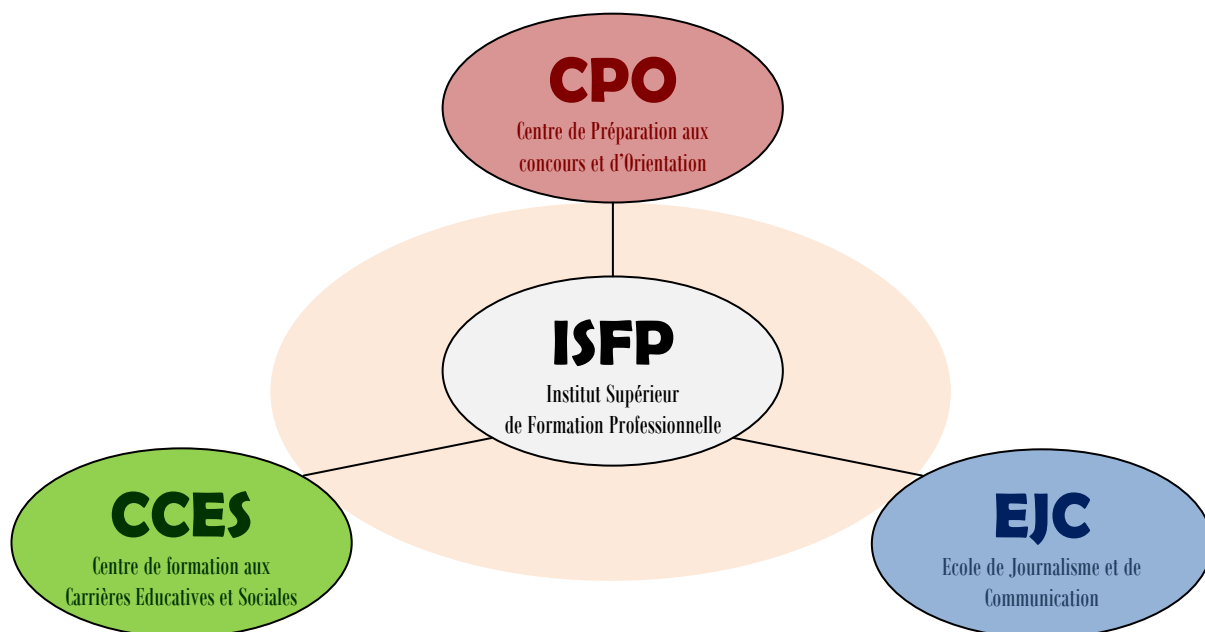 CPO
Centre de Préparation aux
concours et d'Orientation
ISFP
Institut Supérieur
de Formation Professionnelle
CCES
Centre de formation aux
Carrières Educatives et Sociales
EJC
Ecole de Journalisme et de
Communication